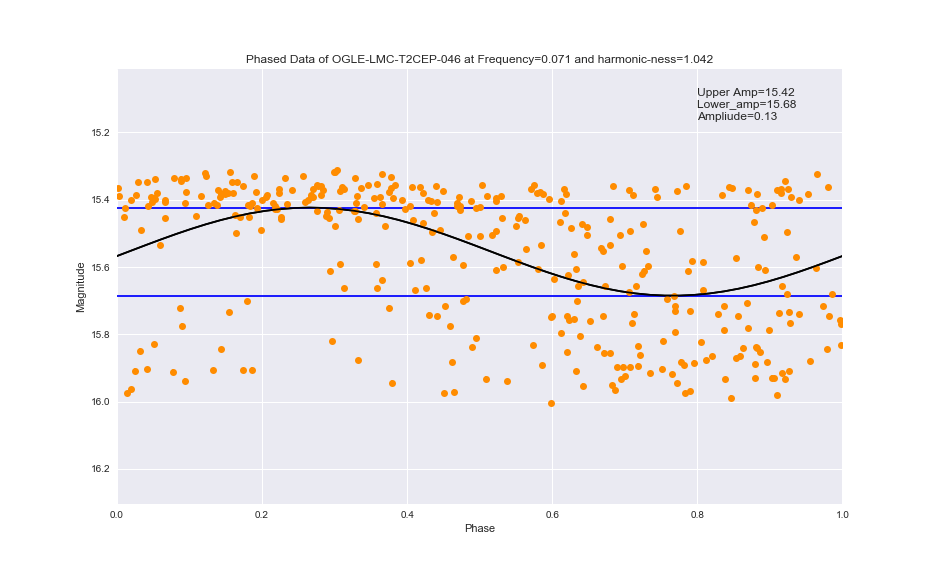 Phased Data of OGLE-LMC-T2CEP-046 at Frequency=0.071 and harmonic-ness=1.042
Upper Amp=15.42
Lower_amp=15.68
Ampliude=0.13
15.2
15.4
15.6
15.8
16.0
16.2
Magnitude
0.0 0.2 0.4 0.6 0.8 1.0
Phase